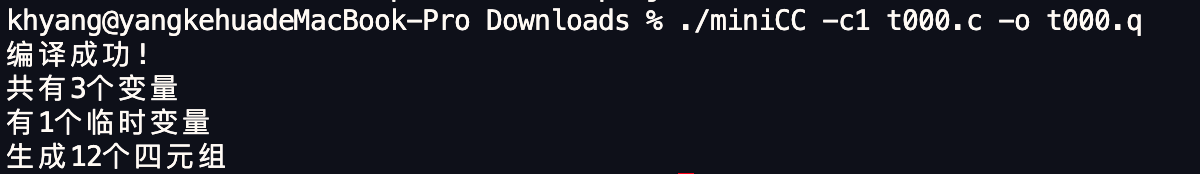 khyang@yangkehuadeMacBook-Pro Downloads % ./miniCC -c1 t000.c -o t000.q
编译成功!
共有3个变量
有1个临时变量
生成12个四元组